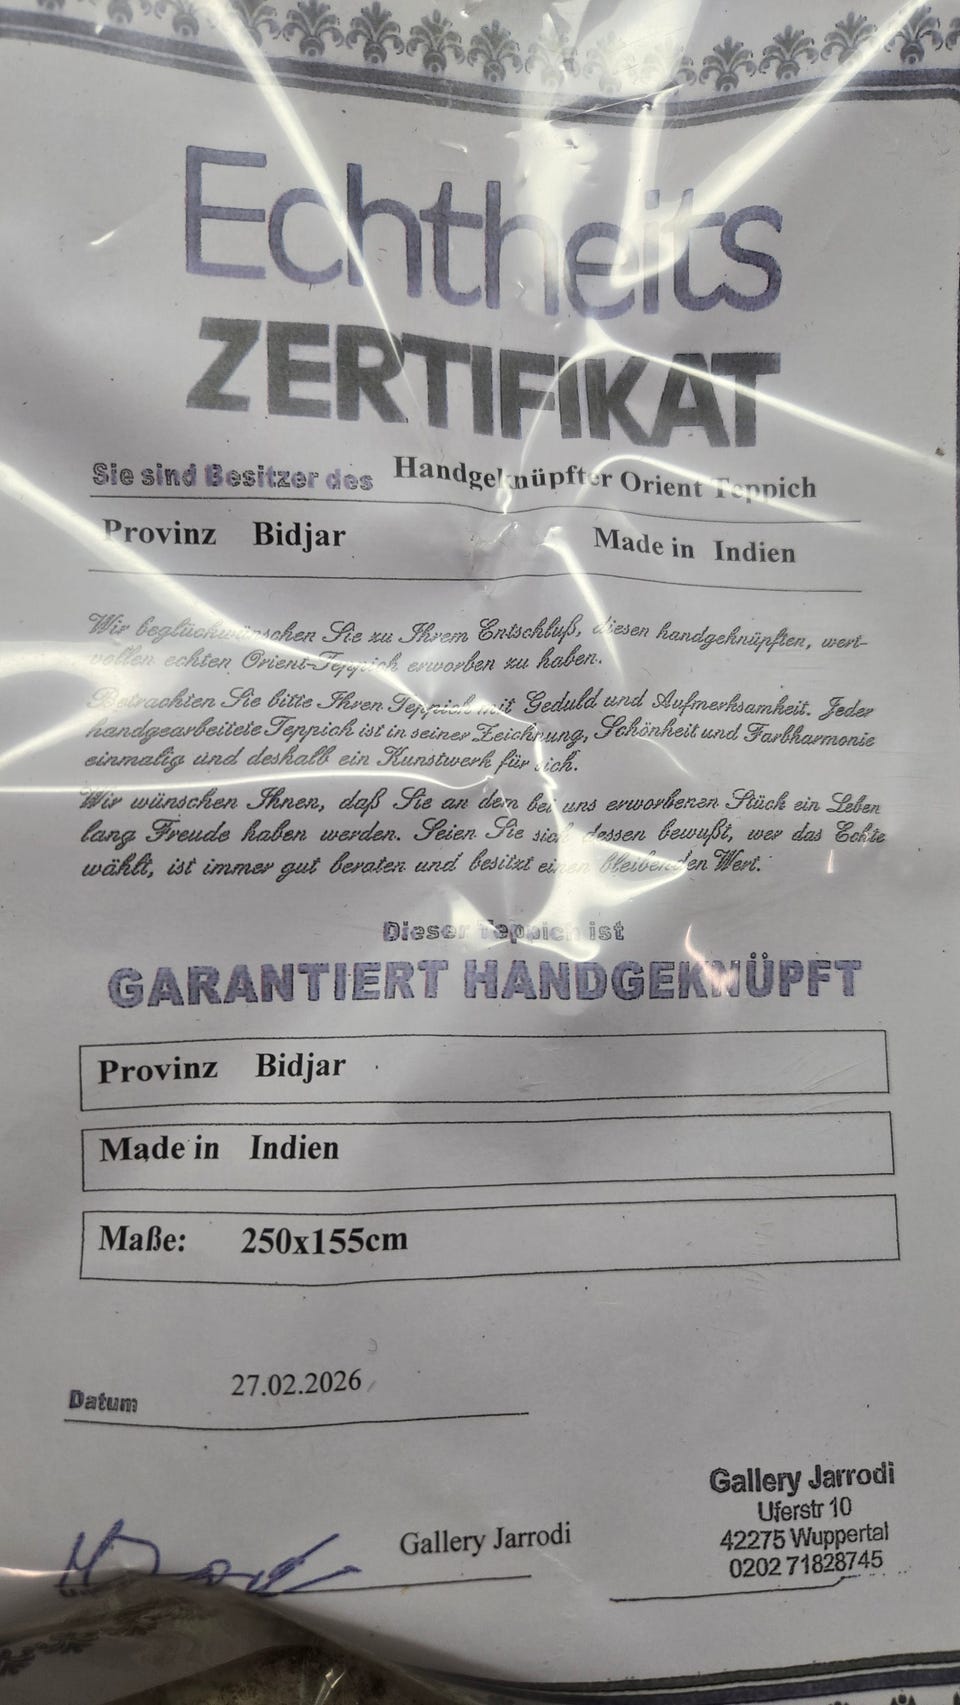 Echtheits
ZERTIFIKAT
Sie sind Besitzer des Handgeknüpfter Orient Teppich
Provinz Bidjar Made in Indien
Wir beglückwünschen Sie zu Ihrem Entschluß, diesen handgeknüpften, wert-
vollen echten Orient-Teppich erworben zu haben.
Betrachten Sie bitte Ihren Teppich mit Geduld und Aufmerksamkeit. Jeder
handgearbeitete Teppich ist in seiner Zeichnung, Schönheit und Farbharmonie
einmalig und deshalb ein Kunstwerk für sich.
Wir wünschen Ihnen, daß Sie an dem bei uns erworbenen Stück ein Leben
lang Freude haben werden. Seien Sie sich dessen bewußt, wer das Echte
wählt, ist immer gut beraten und besitzt einen bleibenden Wert.
Dieser Teppich ist
GARANTIERT HANDGEKNÜPFT
Provinz Bidjar
Made in Indien
Maße: 250x155cm
Datum 27.02.2026
Gallery Jarrodi
Gallery Jarrodi
Uferstr 10
42275 Wuppertal
0202 71828745